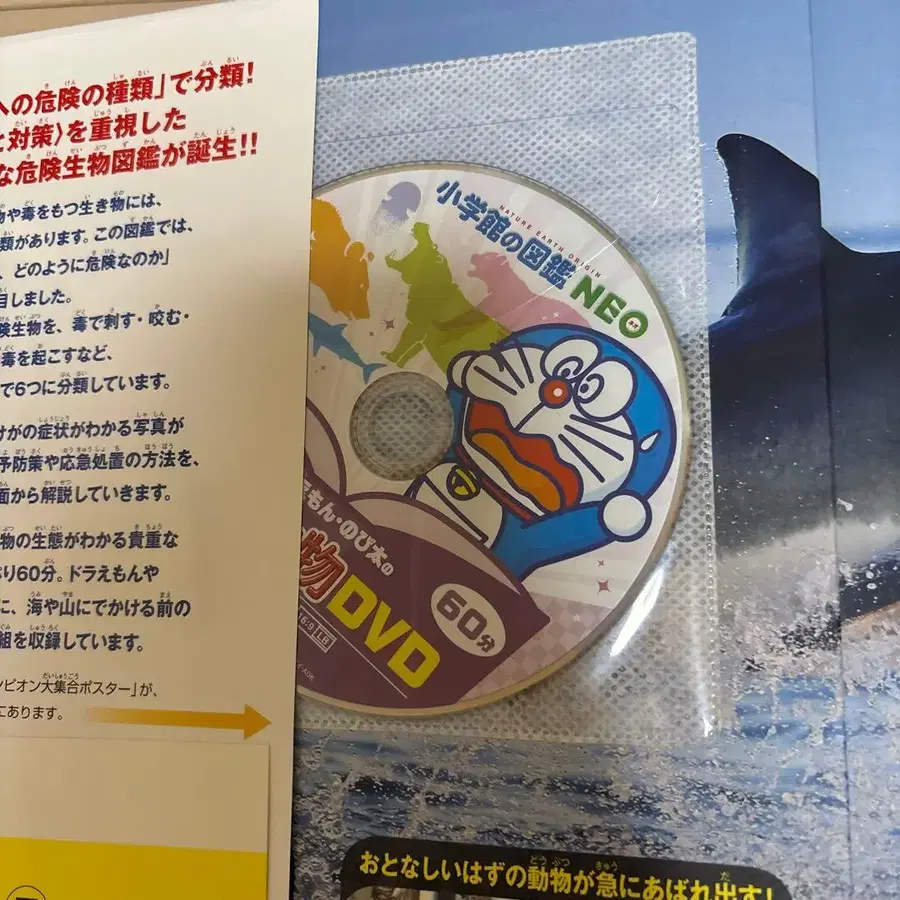 への危険の種類」で分類!
対策〉を重視した
な危険生物図鑑が誕生!!
物や毒をもつ生き物には、
類があります。この図鑑では、
、どのように危険なのか」
目しました。
険生物を、毒で刺す・咬む・
毒を起こすなど、
で6つに分類しています。
けがの症状がわかる写真が
予防策や応急処置の方法を、
面から解説していきます。
物の生態がわかる貴重な
り60分。ドラえもんや
に、海や山にでかける前の
組を収録しています。
ンピオン大集合ポスター」が、
にあります。
小学館の図鑑
NATURE EARTH ORIGIN
NEO
もん・のび太の
物DVD
60分
16:9 LB
おとなしいはずの動物が急にあばれ出す!